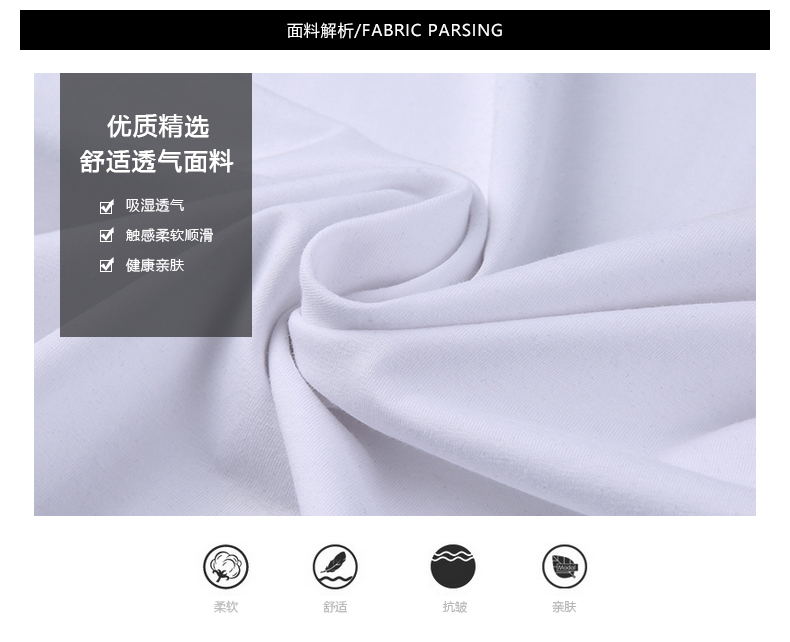 面料解析/FABRIC PARSING
优质精选
舒适透气面料
吸湿透气
触感柔软顺滑
健康亲肤
Modal
柔软
舒适
抗皱
亲肤